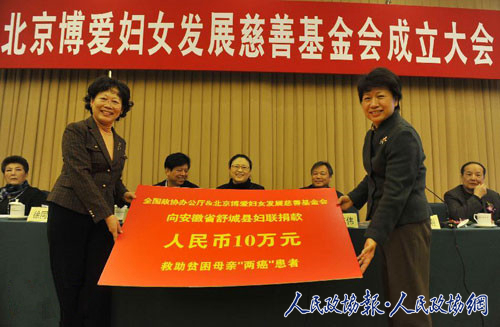 北京博爱妇女发展慈善基金会成立大会
全国政协办公厅&北京博爱妇女发展慈善基金会
向安徽省舒城县妇联捐款
人民币10万元
救助贫困母亲"两癌"患者
人民政协报·人民政协网